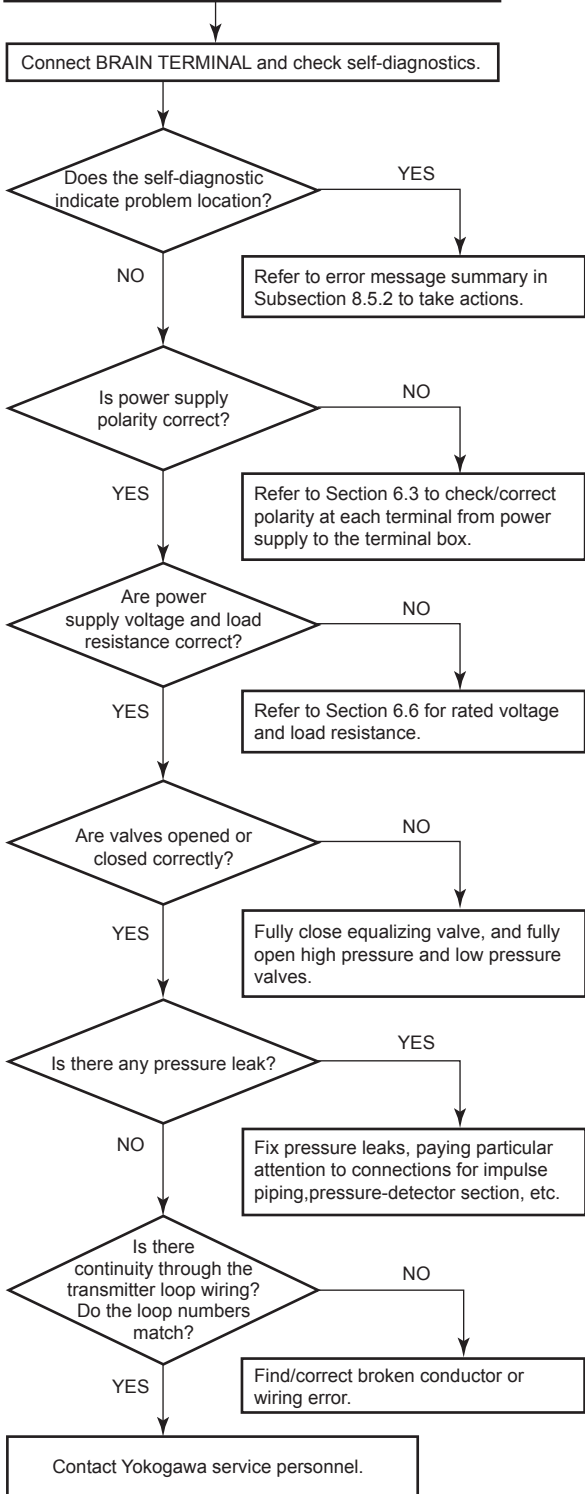 Connect BRAIN TERMINAL and check self-diagnostics.
Does the self-diagnostic
indicate problem location?
YES
NO
Refer to error message summary in
Subsection 8.5.2 to take actions.
Is power supply
polarity correct?
NO
YES
Refer to Section 6.3 to check/correct
polarity at each terminal from power
supply to the terminal box.
Are power
supply voltage and load
resistance correct?
NO
YES
Refer to Section 6.6 for rated voltage
and load resistance.
Are valves opened or
closed correctly?
NO
YES
Fully close equalizing valve, and fully
open high pressure and low pressure
valves.
Is there any pressure leak?
YES
NO
Fix pressure leaks, paying particular
attention to connections for impulse
piping,pressure-detector section, etc.
Is there
continuity through the
transmitter loop wiring?
Do the loop numbers
match?
NO
YES
Find/correct broken conductor or
wiring error.
Contact Yokogawa service personnel.